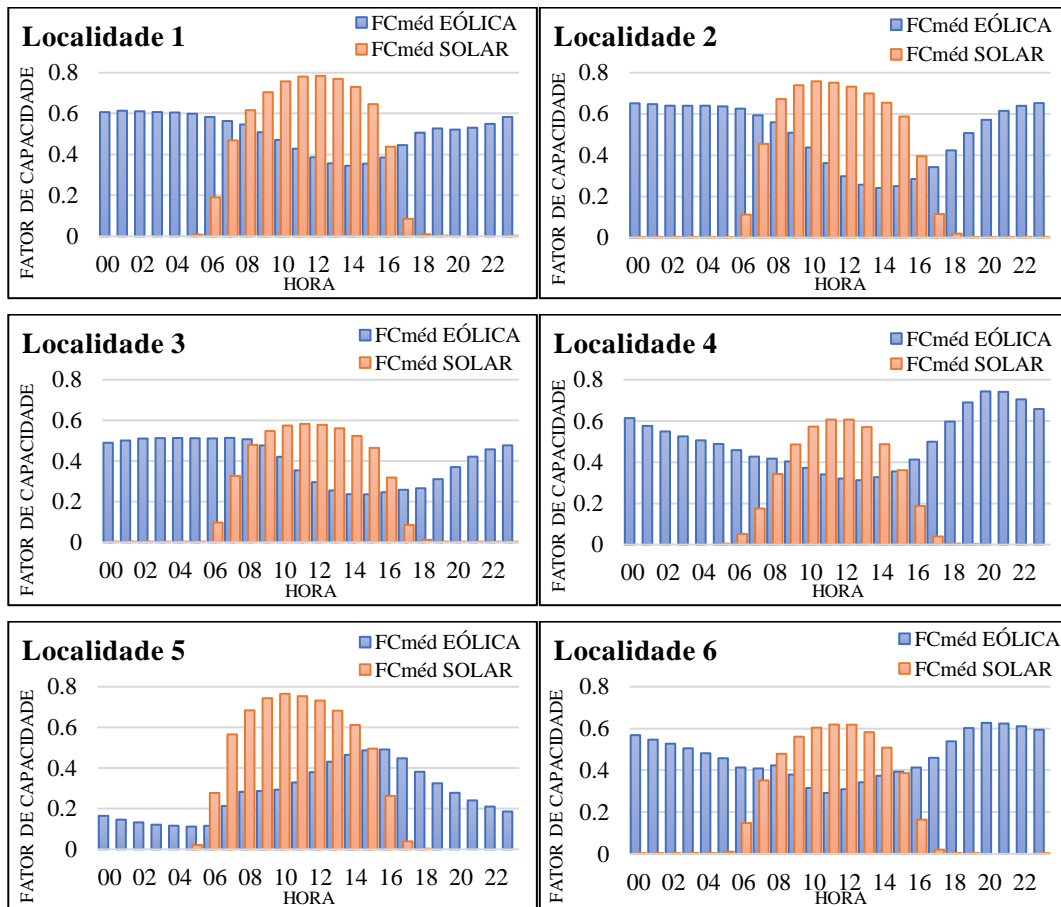 Localidade 1
FCméd EÓLICA
FCméd SOLAR
FATOR DE CAPACIDADE
0.8
0.6
0.4
0.2
0
00 02 04 06 08 10 12 14 16 18 20 22
HORA
Localidade 2
FCméd EÓLICA
FCméd SOLAR
FATOR DE CAPACIDADE
0.8
0.6
0.4
0.2
0
00 02 04 06 08 10 12 14 16 18 20 22
HORA
Localidade 3
FCméd EÓLICA
FCméd SOLAR
FATOR DE CAPACIDADE
0.8
0.6
0.4
0.2
0
00 02 04 06 08 10 12 14 16 18 20 22
HORA
Localidade 4
FCméd EÓLICA
FCméd SOLAR
FATOR DE CAPACIDADE
0.8
0.6
0.4
0.2
0
00 02 04 06 08 10 12 14 16 18 20 22
HORA
Localidade 5
FCméd EÓLICA
FCméd SOLAR
FATOR DE CAPACIDADE
0.8
0.6
0.4
0.2
0
00 02 04 06 08 10 12 14 16 18 20 22
HORA
Localidade 6
FCméd EÓLICA
FCméd SOLAR
FATOR DE CAPACIDADE
0.8
0.6
0.4
0.2
0
00 02 04 06 08 10 12 14 16 18 20 22
HORA